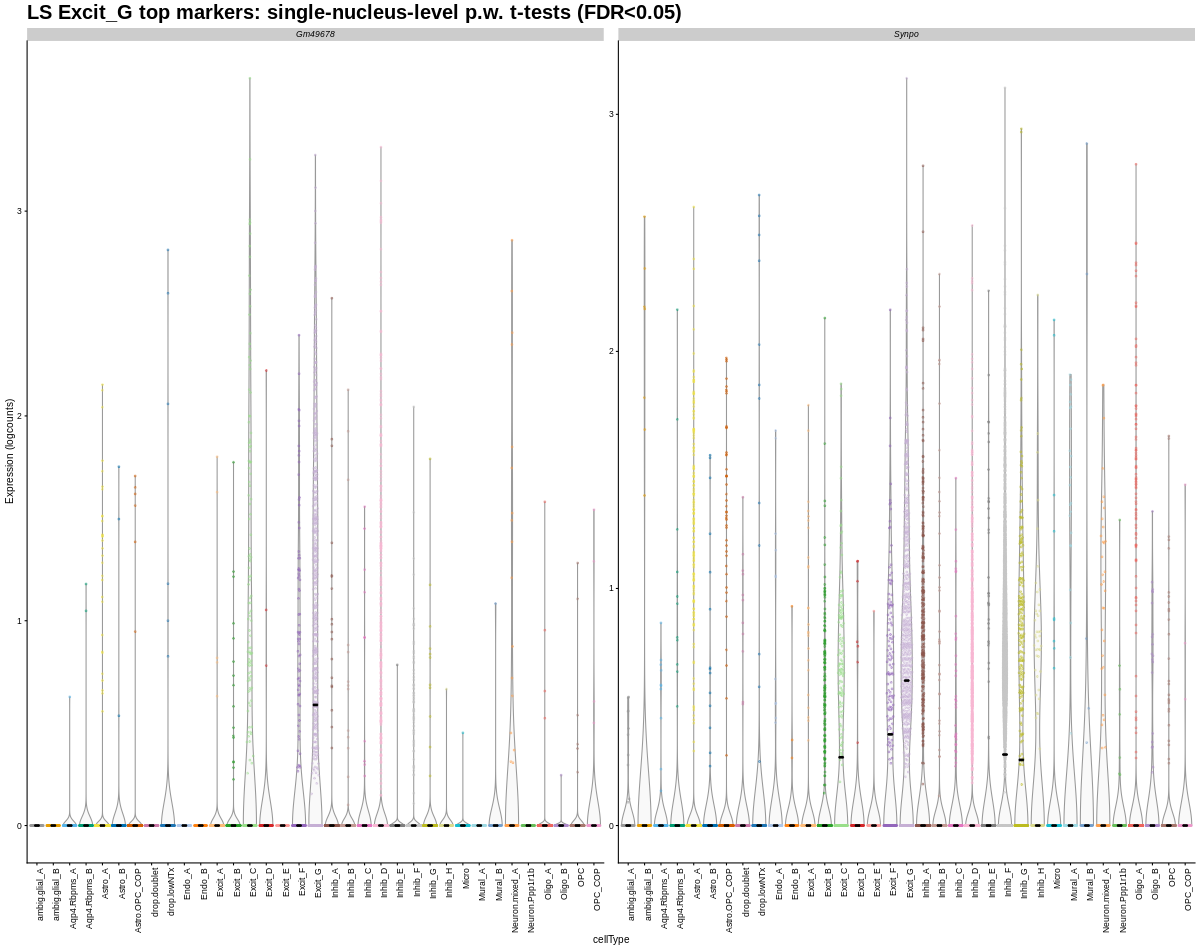 LS Excit_G top markers: single-nucleus-level p.w. t-tests (FDR<0.05)
Gm49678
Synpo
Expression (logcounts)
3
2
1
0
3
2
1
0
ambig.glial_A
ambig.glial_B
Aqp4.Rbpms_A
Aqp4.Rbpms_B
Astro_A
Astro_B
Astro.OPC_COP
drop.doublet
drop.lowNTx
Endo_A
Endo_B
Excit_A
Excit_B
Excit_C
Excit_D
Excit_E
Excit_F
Excit_G
Inhib_A
Inhib_B
Inhib_C
Inhib_D
Inhib_E
Inhib_F
Inhib_G
Inhib_H
Micro
Mural_A
Mural_B
Neuron.mixed_A
Neuron.Ppp1r1b
Oligo_A
Oligo_B
OPC
OPC_COP
ambig.glial_A
ambig.glial_B
Aqp4.Rbpms_A
Aqp4.Rbpms_B
Astro_A
Astro_B
Astro.OPC_COP
drop.doublet
drop.lowNTx
Endo_A
Endo_B
Excit_A
Excit_B
Excit_C
Excit_D
Excit_E
Excit_F
Excit_G
Inhib_A
Inhib_B
Inhib_C
Inhib_D
Inhib_E
Inhib_F
Inhib_G
Inhib_H
Micro
Mural_A
Mural_B
Neuron.mixed_A
Neuron.Ppp1r1b
Oligo_A
Oligo_B
OPC
OPC_COP
cellType